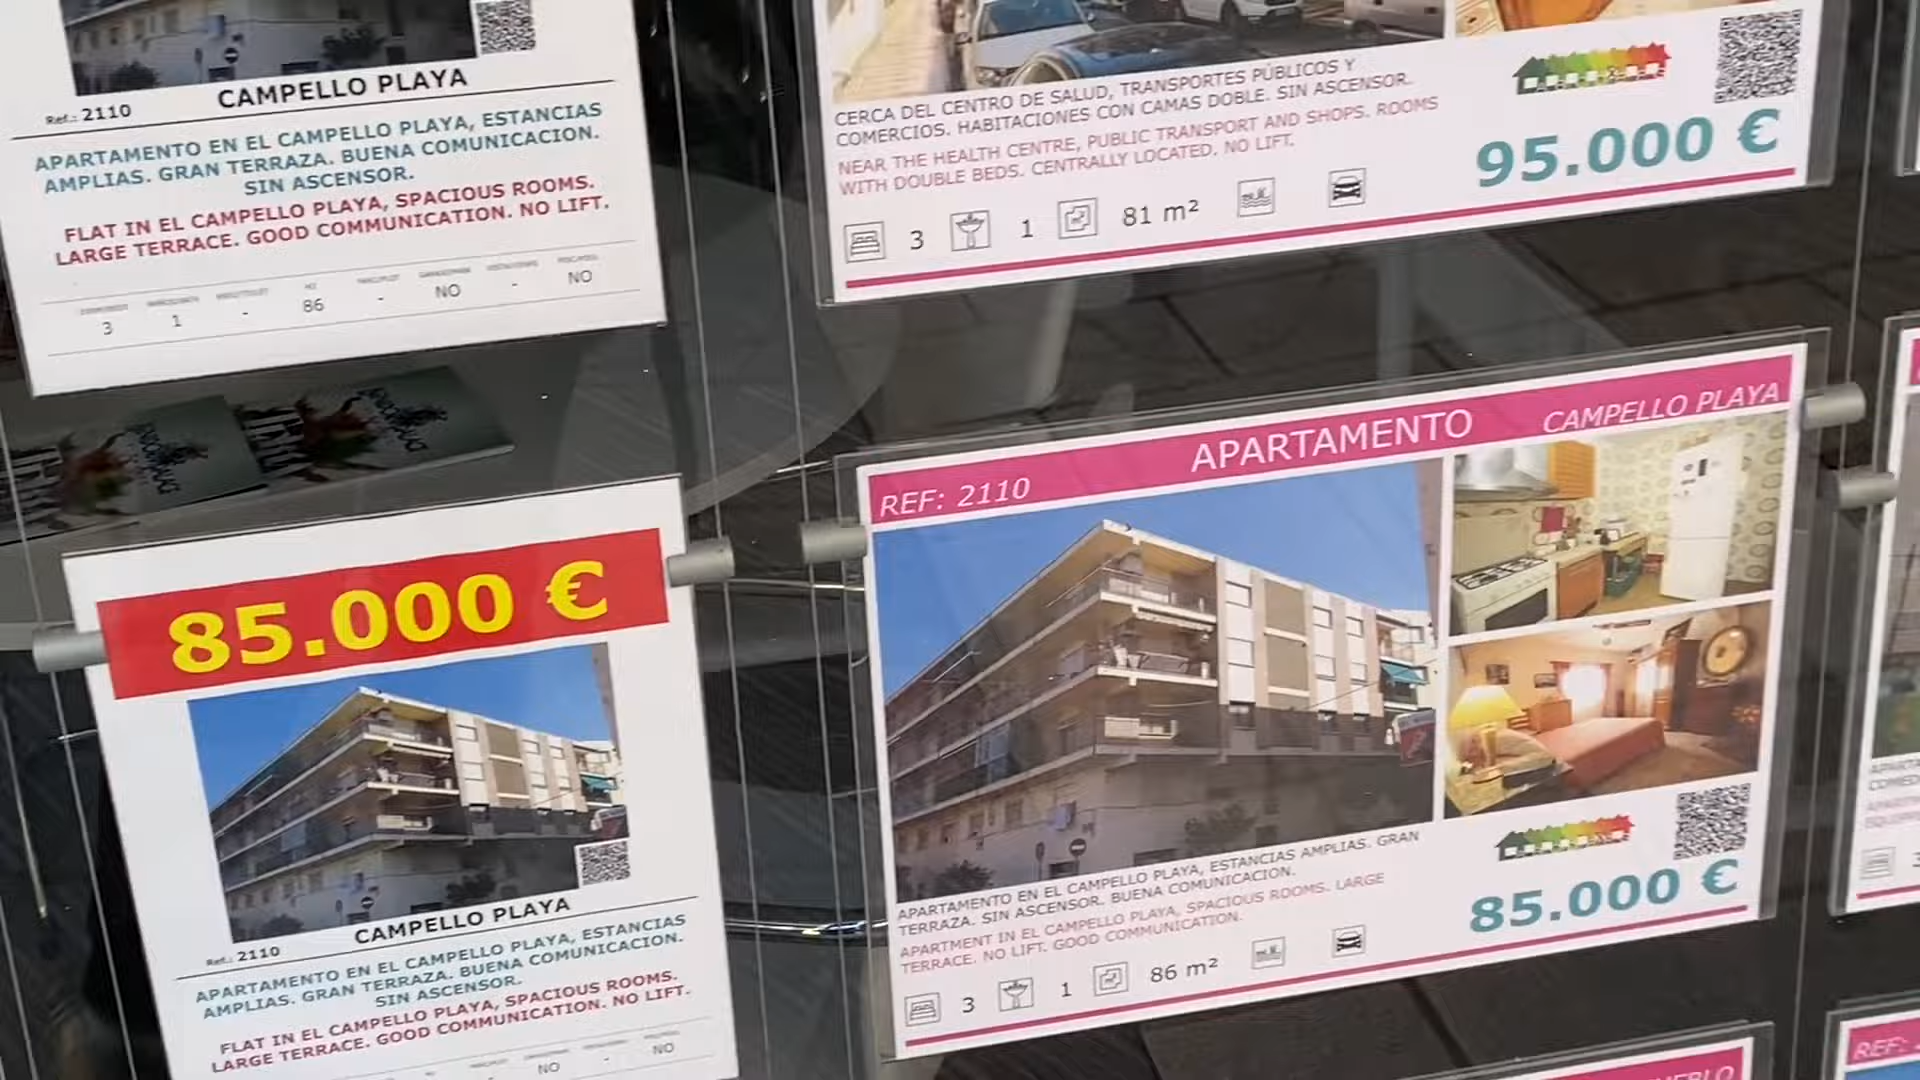 Ref.: 2110 CAMPELLO PLAYA
APARTAMENTO EN EL CAMPELLO PLAYA, ESTANCIAS
AMPLIAS. GRAN TERRAZA. BUENA COMUNICACION.
SIN ASCENSOR.
FLAT IN EL CAMPELLO PLAYA, SPACIOUS ROOMS.
LARGE TERRACE. GOOD COMMUNICATION. NO LIFT.
3 1 - 86 - NO - NO
CERCA DEL CENTRO DE SALUD, TRANSPORTES PÚBLICOS Y
COMERCIOS. HABITACIONES CON CAMAS DOBLE. SIN ASCENSOR.
NEAR THE HEALTH CENTRE, PUBLIC TRANSPORT AND SHOPS. ROOMS
WITH DOUBLE BEDS. CENTRALLY LOCATED. NO LIFT.
95.000 €
3 1 81 m²
85.000 €
Ref.: 2110 CAMPELLO PLAYA
APARTAMENTO EN EL CAMPELLO PLAYA, ESTANCIAS
AMPLIAS. GRAN TERRAZA. BUENA COMUNICACION.
SIN ASCENSOR.
FLAT IN EL CAMPELLO PLAYA, SPACIOUS ROOMS.
LARGE TERRACE. GOOD COMMUNICATION. NO LIFT.
- NO - NO
REF: 2110 APARTAMENTO CAMPELLO PLAYA
APARTAMENTO EN EL CAMPELLO PLAYA, ESTANCIAS AMPLIAS. GRAN
TERRAZA. SIN ASCENSOR. BUENA COMUNICACION.
APARTMENT IN EL CAMPELLO PLAYA, SPACIOUS ROOMS. LARGE
TERRACE. NO LIFT. GOOD COMMUNICATION.
85.000 €
3 1 86 m²
REF: